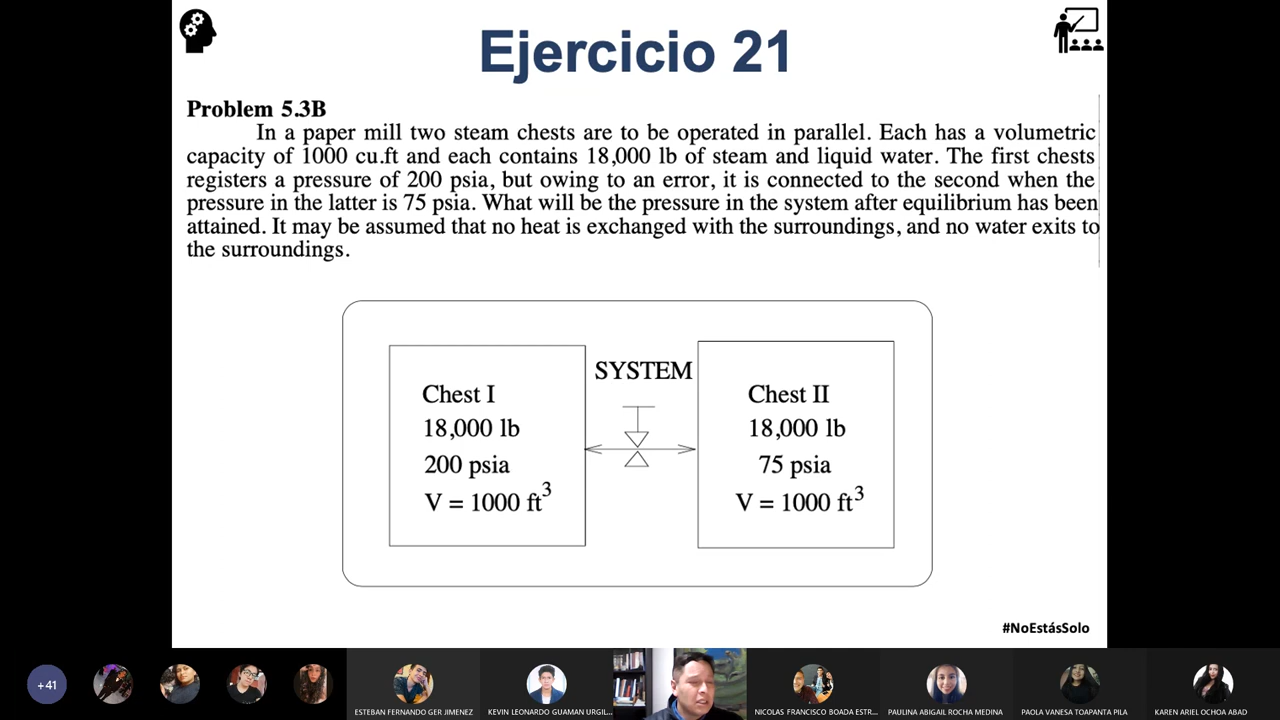 Ejercicio 21
Problem 5.3B
In a paper mill two steam chests are to be operated in parallel. Each has a volumetric
capacity of 1000 cu.ft and each contains 18,000 lb of steam and liquid water. The first chests
registers a pressure of 200 psia, but owing to an error, it is connected to the second when the
pressure in the latter is 75 psia. What will be the pressure in the system after equilibrium has been
attained. It may be assumed that no heat is exchanged with the surroundings, and no water exits to
the surroundings.
SYSTEM
Chest I
18,000 lb
200 psia
V = 1000 ft³
Chest II
18,000 lb
75 psia
V = 1000 ft³
#NoEstásSolo
+41
ESTEBAN FERNANDO GER JIMENEZ
KEVIN LEONARDO GUAMAN URGIL...
NICOLAS FRANCISCO BOADA ESTR...
PAULINA ABIGAIL ROCHA MEDINA
PAOLA VANESA TOAPANTA PILA
KAREN ARIEL OCHOA ABAD